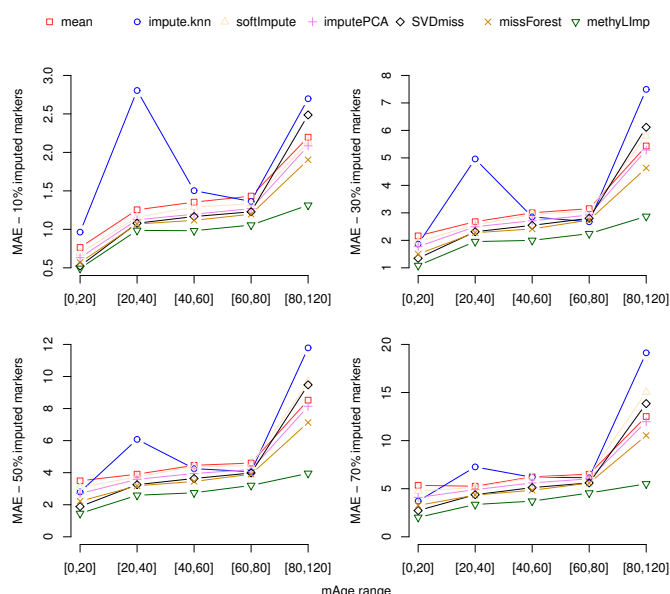 mean impute.knn softImpute imputePCA SVDmiss missForest methyLImp
MAE − 10% imputed markers
3.0
2.5
2.0
1.5
1.0
0.5
[0,20] [20,40] [40,60] [60,80] [80,120]
MAE − 30% imputed markers
8
7
6
5
4
3
2
1
[0,20] [20,40] [40,60] [60,80] [80,120]
MAE − 50% imputed markers
12
10
8
6
4
2
0
[0,20] [20,40] [40,60] [60,80] [80,120]
MAE − 70% imputed markers
20
15
10
5
0
[0,20] [20,40] [40,60] [60,80] [80,120]
mAge range